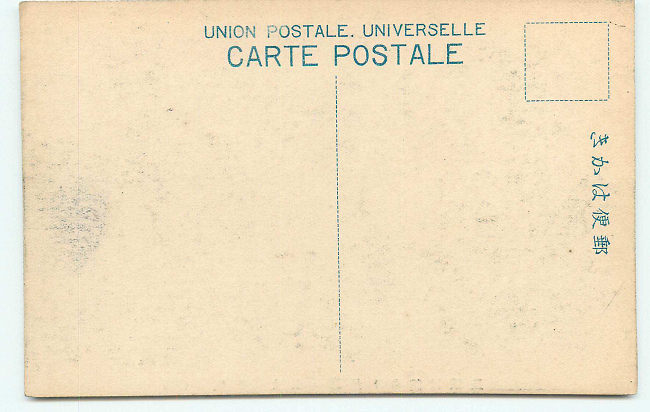 UNION POSTALE. UNIVERSELLE
CARTE POSTALE
郵便はかき